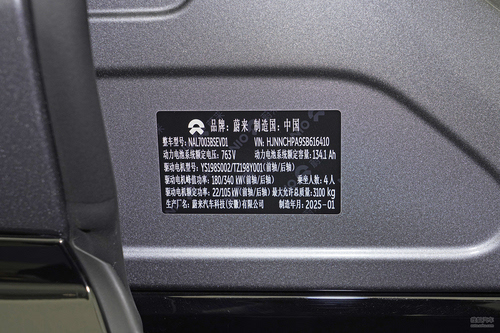 品牌：蔚来 制造国：中国
整车型号：NAL7003BSEV01 VIN：HJNNCHPA9SB616410
动力电池系统额定电压：763 V 动力电池系统额定容量：134.1 Ah
驱动电机型号：YS198S002/TZ198Y001(前轴/后轴)
驱动电机峰值功率：180/340 kW (前轴/后轴) 乘坐人数：4 人
驱动电机额定功率：22/105 kW (前轴/后轴) 最大允许总质量：3100 kg
生产厂名：蔚来汽车科技(安徽)有限公司 制造年月：2025-01